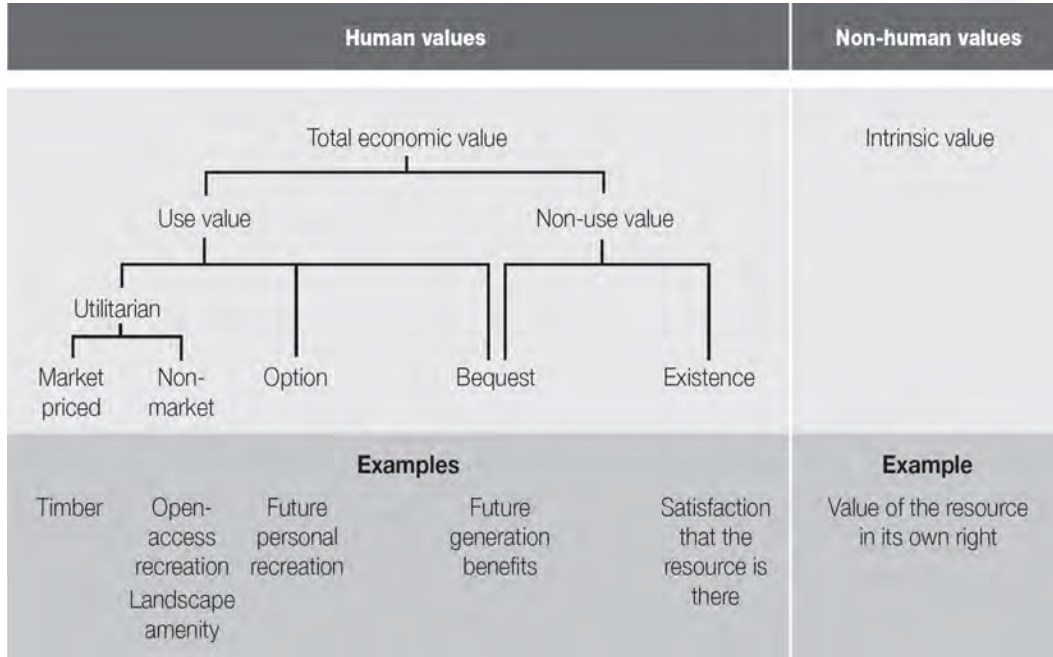 Human values
Non-human values
Total economic value
Intrinsic value
Use value
Non-use value
Utilitarian
Market
priced
Non-
market
Option
Bequest
Existence
Examples
Example
Timber
Open-
access
recreation
Landscape
amenity
Future
personal
recreation
Future
generation
benefits
Satisfaction
that the
resource is
there
Value of the resource
in its own right